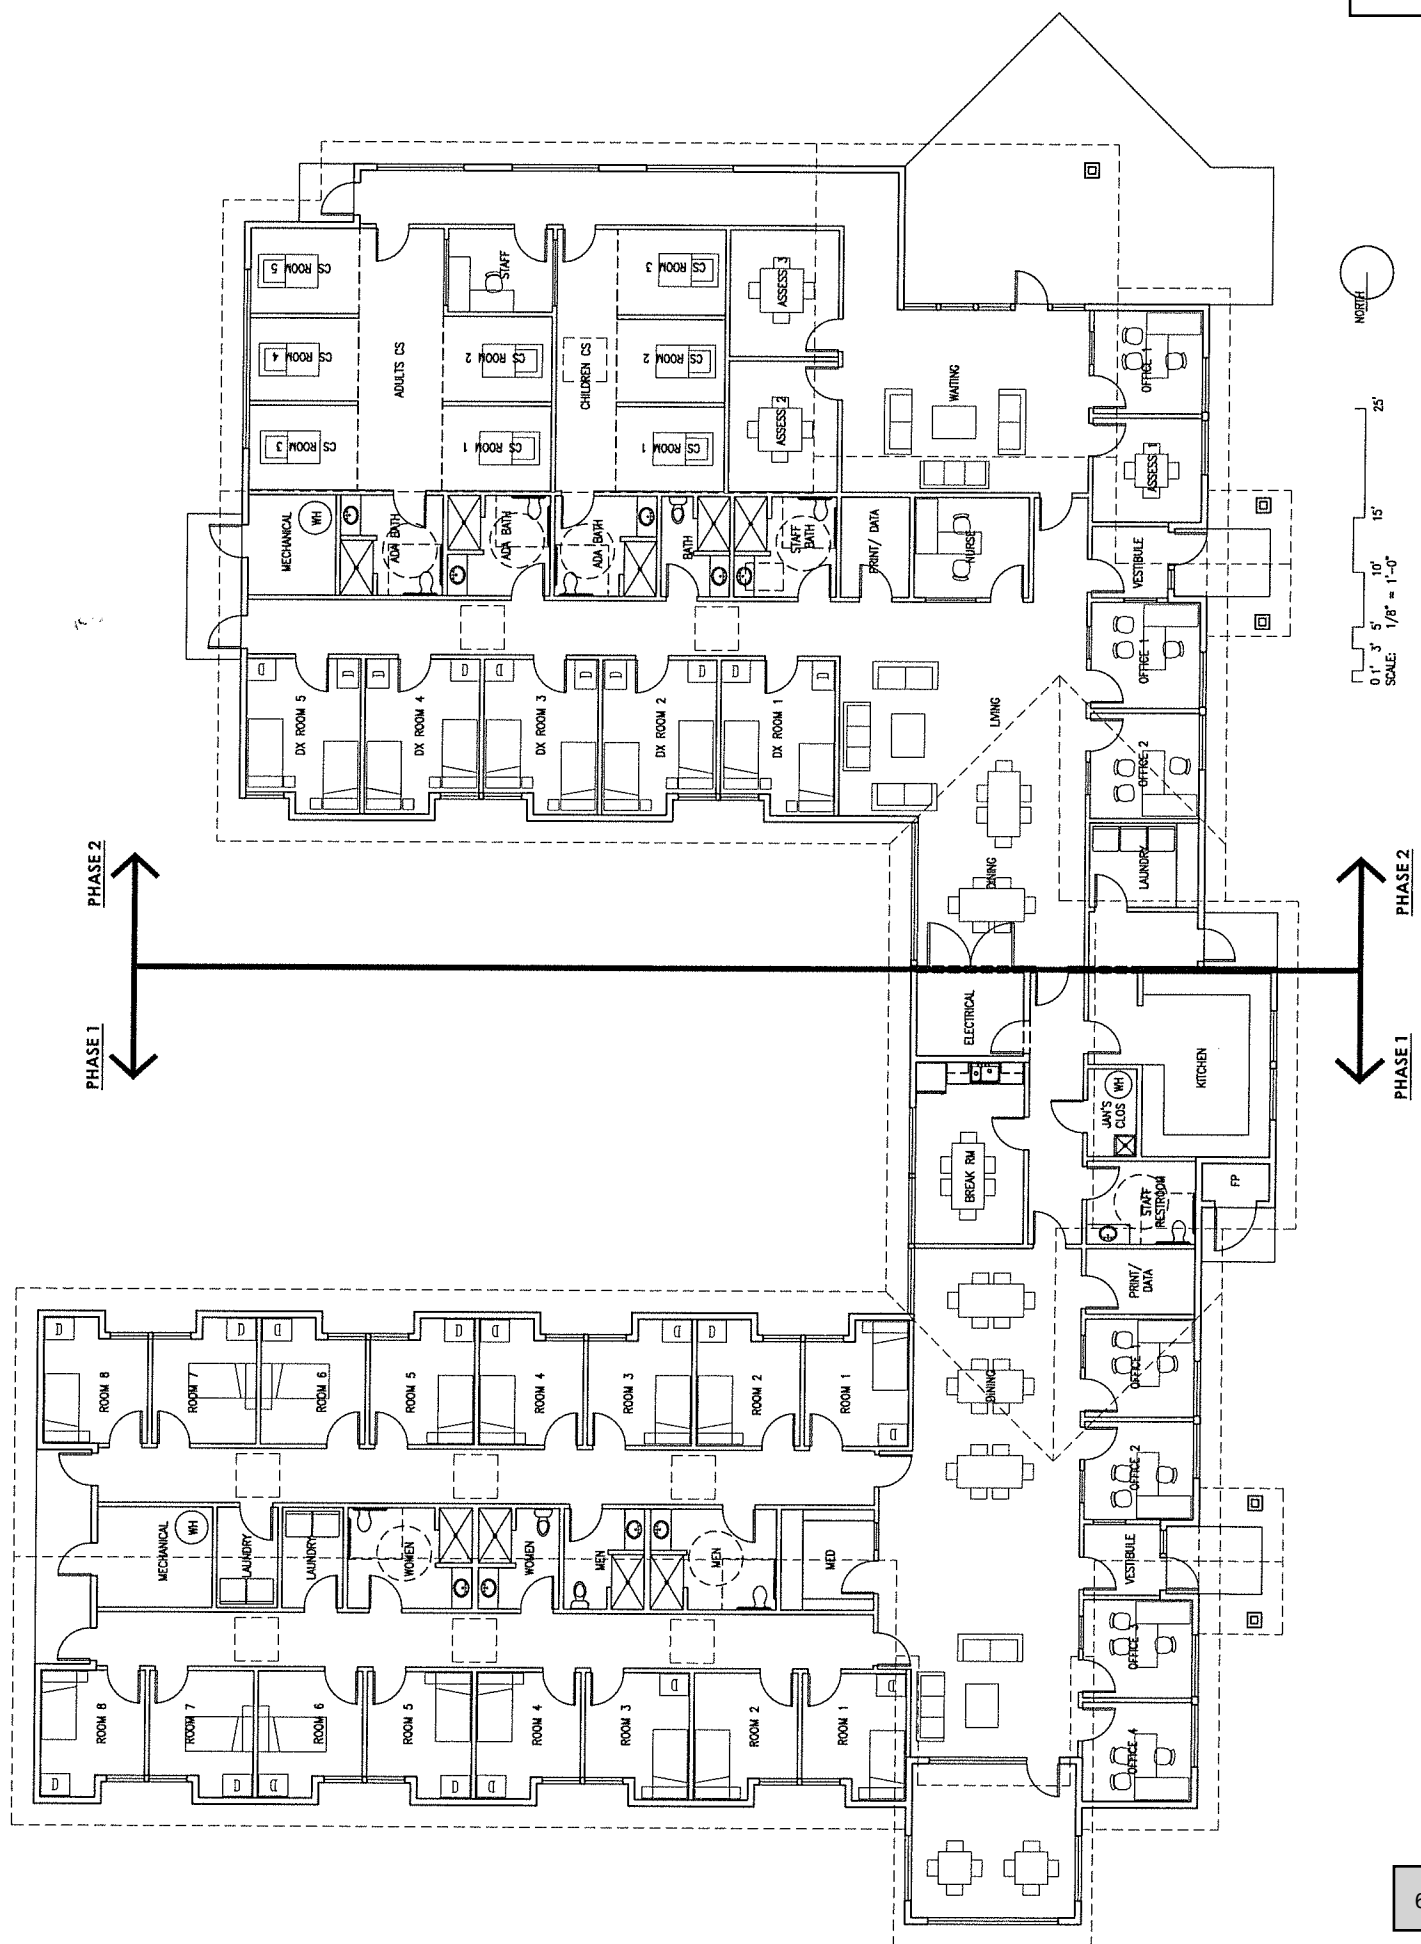 CS ROOM 5
CS ROOM 4
CS ROOM 3
ADULTS CS
STAFF
CS ROOM 2
CS ROOM 1
CHILDREN CS
CS ROOM 3
CS ROOM 2
CS ROOM 1
ASSESS 3
ASSESS 2
WAITING
OFFICE 1
ASSESS 1
NORTH
MECHANICAL
WH
ADA BATH
ADA BATH
ADA BATH
BATH
STAFF
BATH
PRINT/ DATA
NURSE
VESTIBULE
0 1' 3' 5' 10' 15' 25'
SCALE: 1/8" = 1'-0"
DX ROOM 5
DX ROOM 4
DX ROOM 3
DX ROOM 2
DX ROOM 1
LIVING
OFFICE 1
OFFICE 2
DINING
LAUNDRY
PHASE 2
PHASE 2
PHASE 1
PHASE 1
ELECTRICAL
BREAK RM
KITCHEN
JAN'S
CLOS
WH
STAFF
RESTROOM
FP
PRINT/
DATA
ROOM 8
ROOM 7
ROOM 6
ROOM 5
ROOM 4
ROOM 3
ROOM 2
ROOM 1
DINING
OFFICE
OFFICE 2
MECHANICAL
WH
LAUNDRY
LAUNDRY
WOMEN
WOMEN
MEN
MEN
MED
VESTIBULE
ROOM 8
ROOM 7
ROOM 6
ROOM 5
ROOM 4
ROOM 3
ROOM 2
ROOM 1
OFFICE 3
OFFICE 4
6